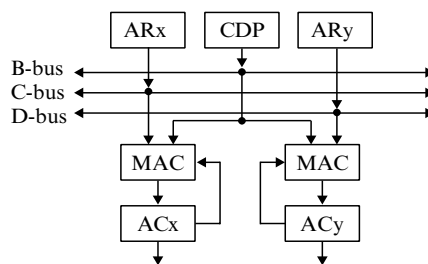 ARx CDP ARy
B-bus
C-bus
D-bus
MAC MAC
ACx ACy